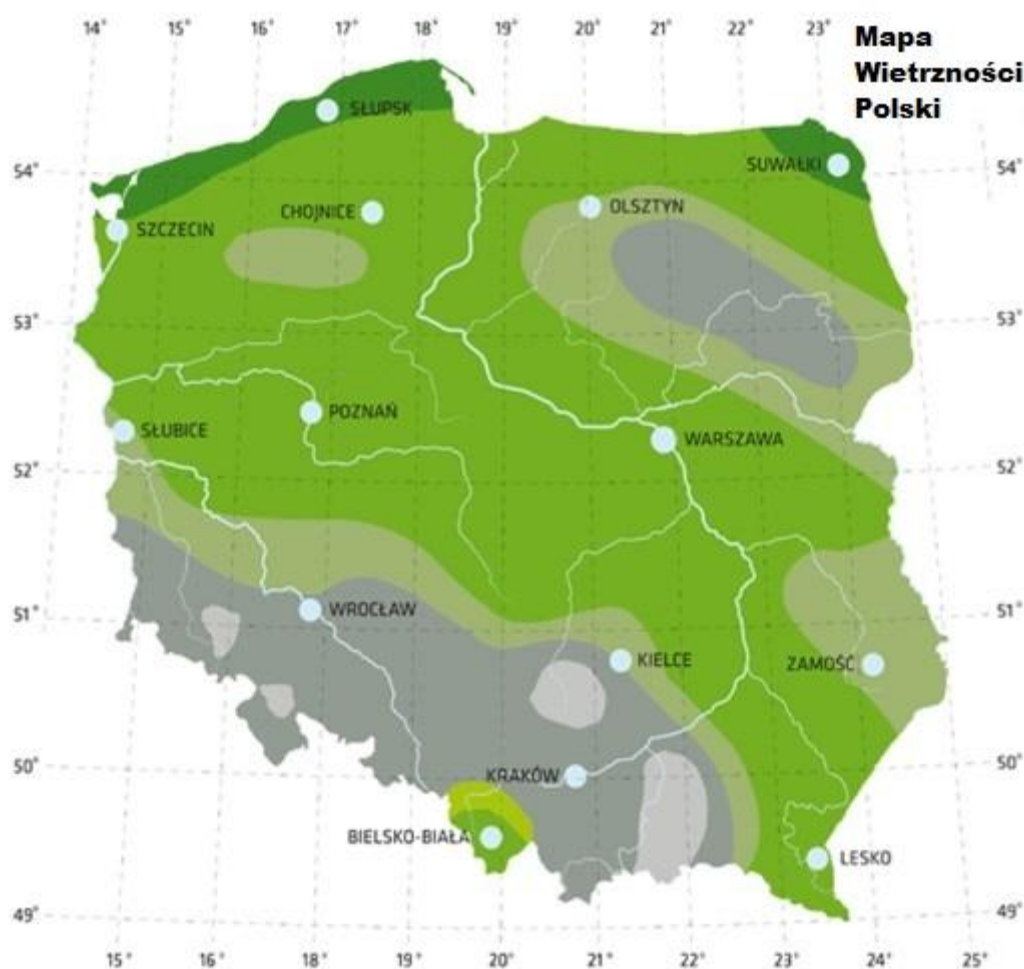 14° 15° 16° 17° 18° 19° 20° 21° 22° 23°
Mapa
Wietrzności
Polski
SŁUPSK
54° SUWAŁKI 54°
CHOJNICE OLSZTYN
SZCZECIN
53° 53°
POZNAŃ
SŁUBICE WARSZAWA
52° 52°
WROCŁAW
51° 51°
KIELCE ZAMOŚĆ
50° KRAKÓW 50°
BIELSKO-BIAŁA LESKO
49° 49°
15° 16° 17° 18° 19° 20° 21° 22° 23° 24° 25°